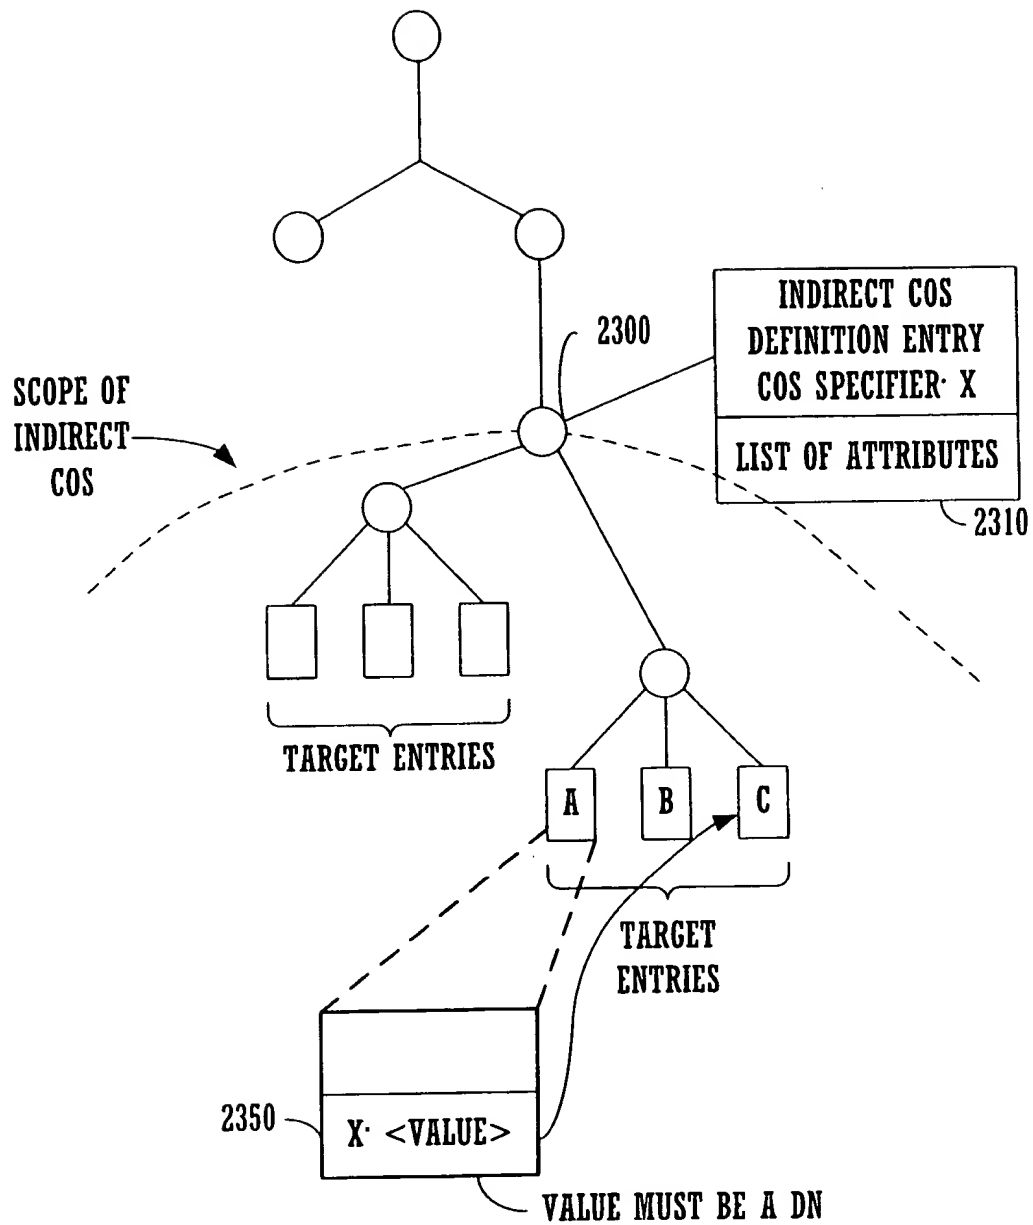 2300
INDIRECT COS
DEFINITION ENTRY
COS SPECIFIER· X
LIST OF ATTRIBUTES
2310
SCOPE OF
INDIRECT
COS
TARGET ENTRIES
A
B
C
TARGET
ENTRIES
2350
X· <VALUE>
VALUE MUST BE A DN